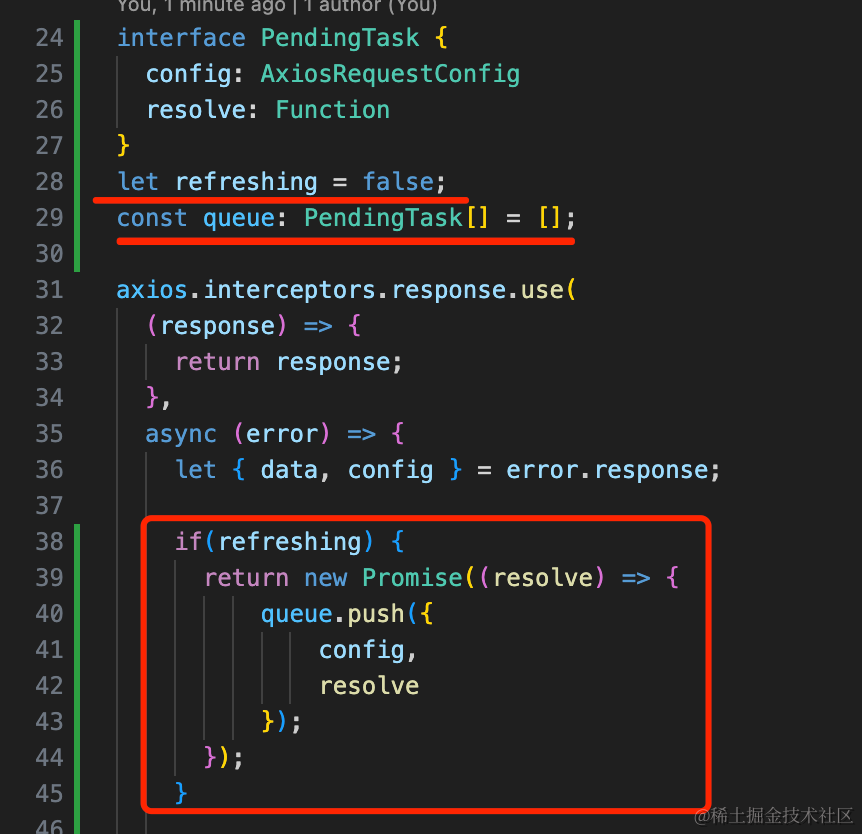 You, 1 minute ago | 1 author (You)
24 interface PendingTask {
25   config: AxiosRequestConfig
26   resolve: Function
27 }
28 let refreshing = false;
29 const queue: PendingTask[] = [];
30
31 axios.interceptors.response.use(
32   (response) => {
33     return response;
34   },
35   async (error) => {
36     let { data, config } = error.response;
37
38     if(refreshing) {
39       return new Promise((resolve) => {
40           queue.push({
41               config,
42               resolve
43           });
44       });
45     }
46
@稀土掘金技术社区